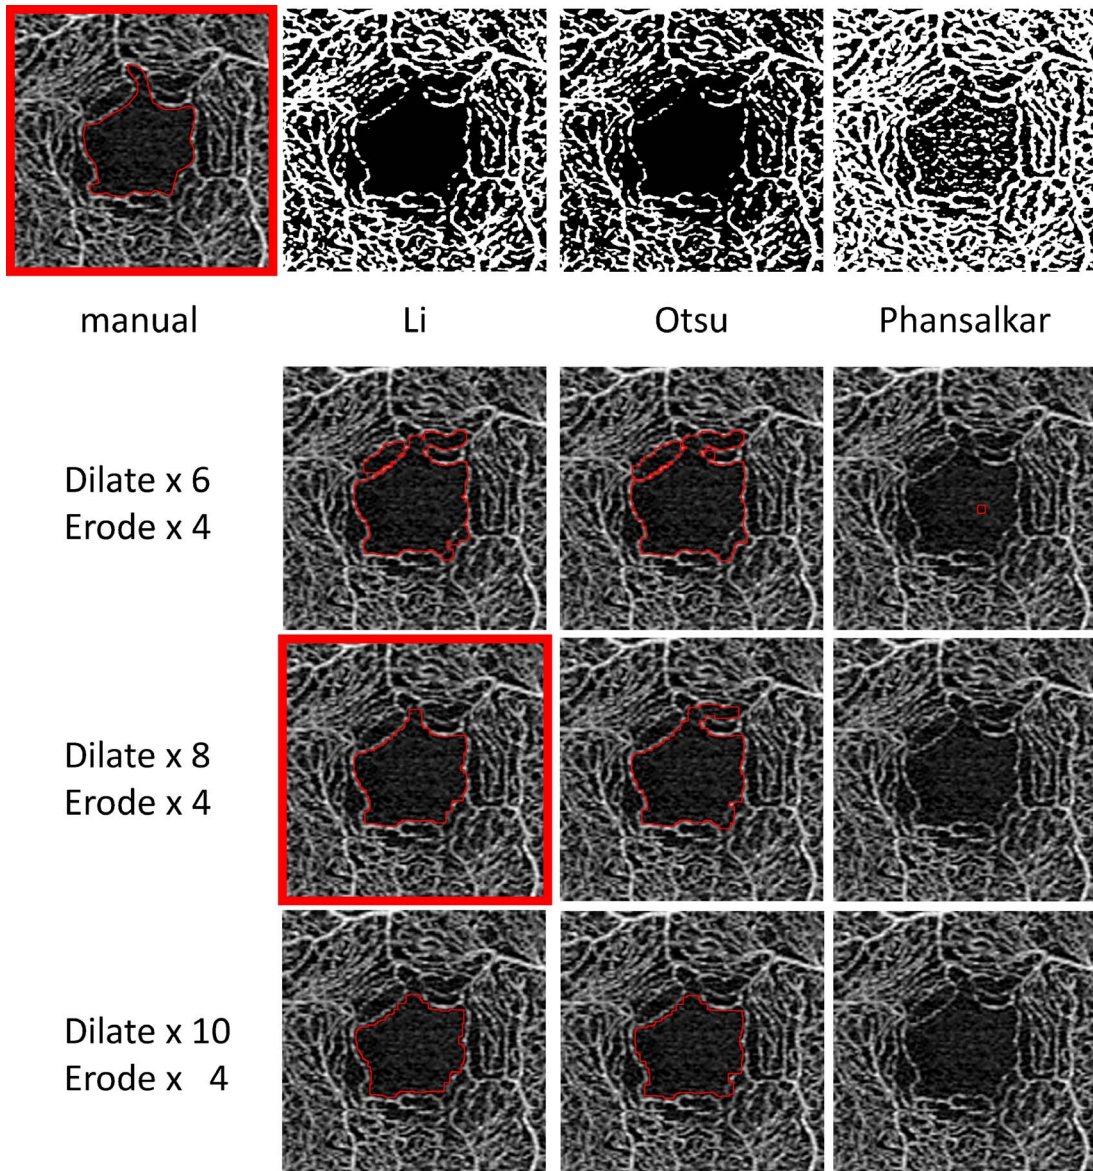 manual Li Otsu Phansalkar
Dilate x 6
Erode x 4
Dilate x 8
Erode x 4
Dilate x 10
Erode x 4